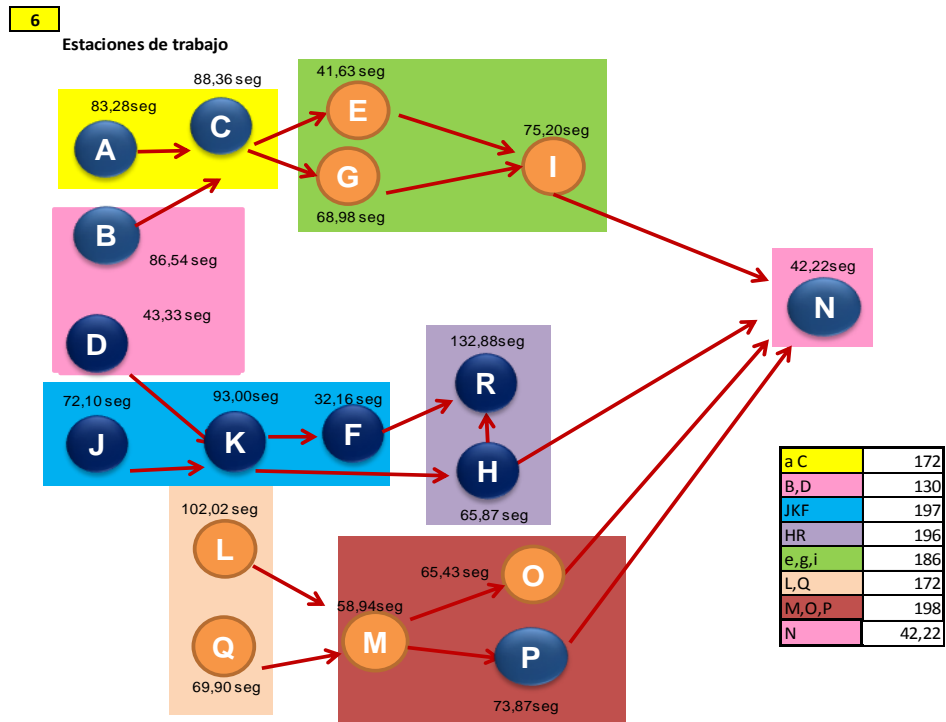 6
Estaciones de trabajo
88,36 seg
41,63 seg
83,28seg
C
E
75,20seg
A
I
G
68,98 seg
B
86,54 seg
42,22seg
N
43,33 seg
D
132,88seg
R
72,10 seg
93,00seg
32,16 seg
J
K
F
H
65,87 seg
102,02 seg
L
65,43 seg
O
58,94seg
M
Q
P
69,90 seg
73,87seg
a C 172
B,D 130
JKF 197
HR 196
e,g,i 186
L,Q 172
M,O,P 198
N 42,22